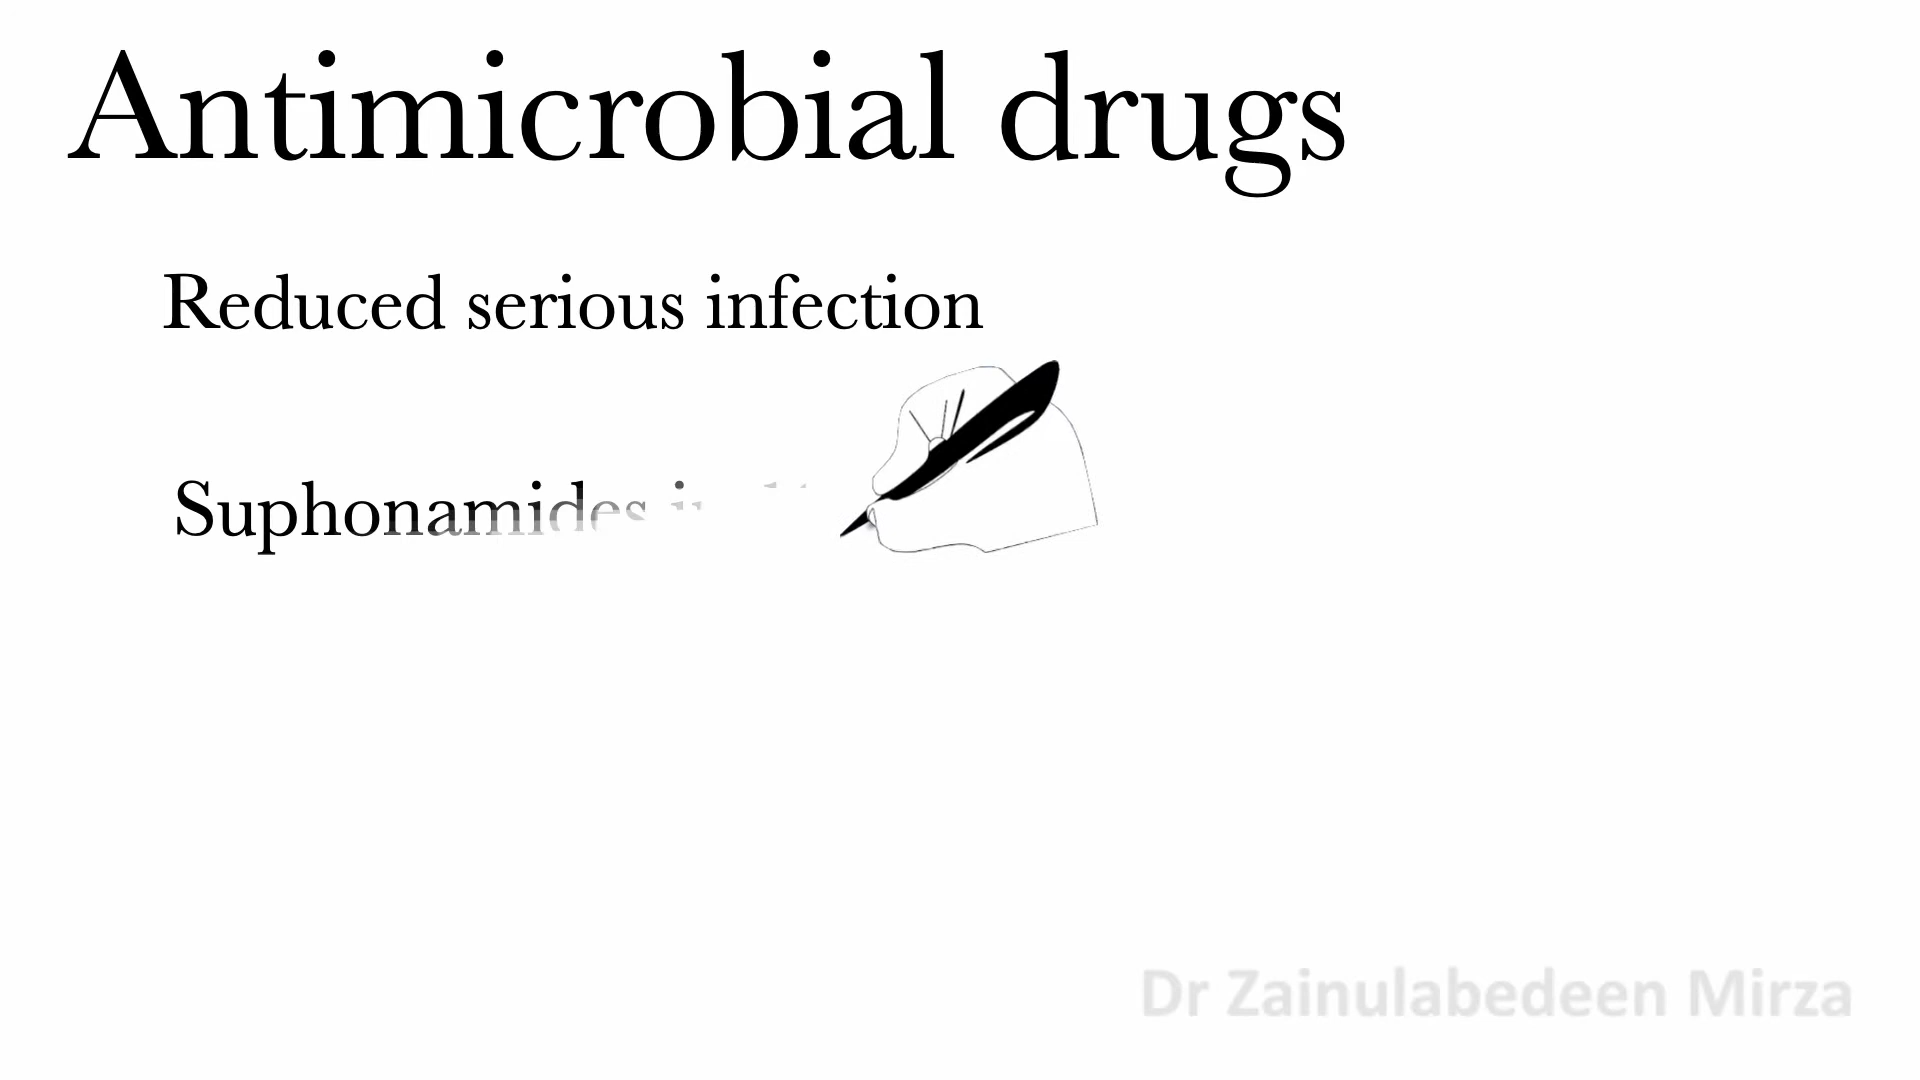 Antimicrobial drugs
Reduced serious infection
Suphonamides
Dr Zainulabedeen Mirza